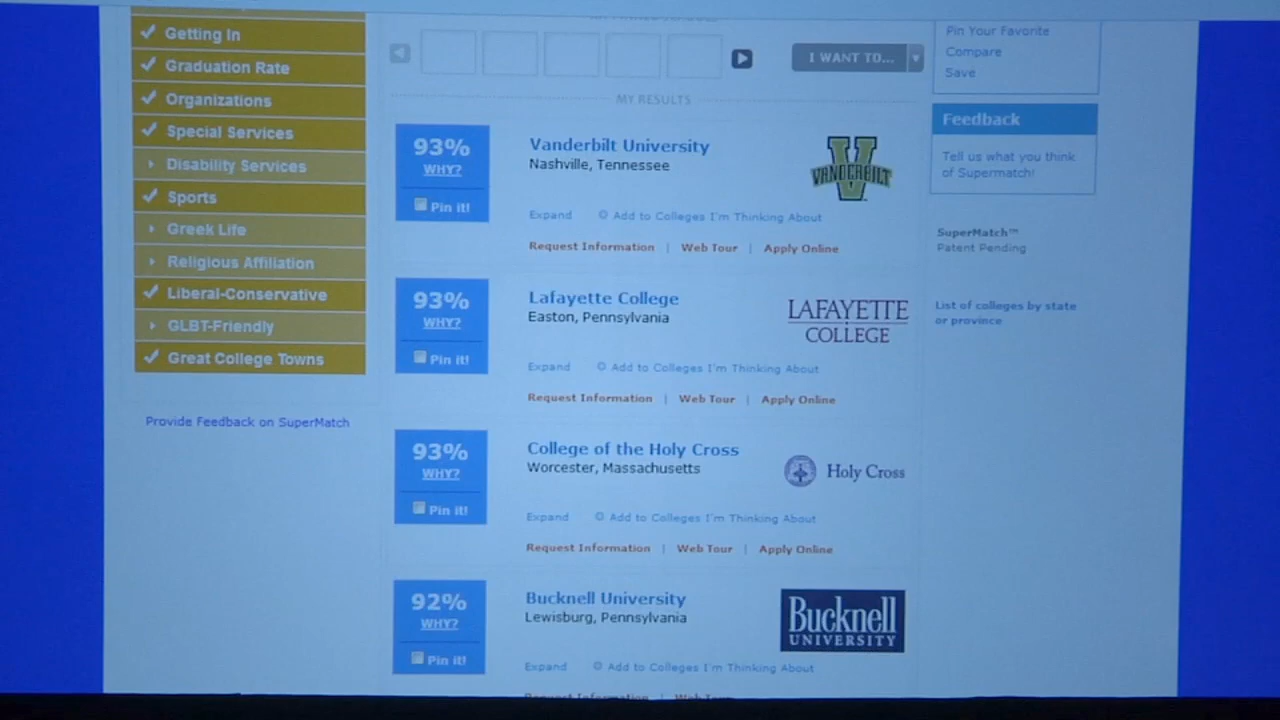 Getting In
Graduation Rate
Organizations
Special Services
Disability Services
Sports
Greek Life
Religious Affiliation
Liberal-Conservative
GLBT-Friendly
Great College Towns
Provide Feedback on SuperMatch
I WANT TO...
MY RESULTS
93%
WHY?
Pin it!
Vanderbilt University
Nashville, Tennessee
Expand
Add to Colleges I'm Thinking About
Request Information | Web Tour | Apply Online
V
VANDERBILT
93%
WHY?
Pin it!
Lafayette College
Easton, Pennsylvania
Expand
Add to Colleges I'm Thinking About
Request Information | Web Tour | Apply Online
LAFAYETTE
COLLEGE
93%
WHY?
Pin it!
College of the Holy Cross
Worcester, Massachusetts
Expand
Add to Colleges I'm Thinking About
Request Information | Web Tour | Apply Online
Holy Cross
92%
WHY?
Pin it!
Bucknell University
Lewisburg, Pennsylvania
Expand
Add to Colleges I'm Thinking About
Request Information | Web Tour
Bucknell
UNIVERSITY
Pin Your Favorite
Compare
Save
Feedback
Tell us what you think
of Supermatch!
SuperMatch™
Patent Pending
List of colleges by state
or province